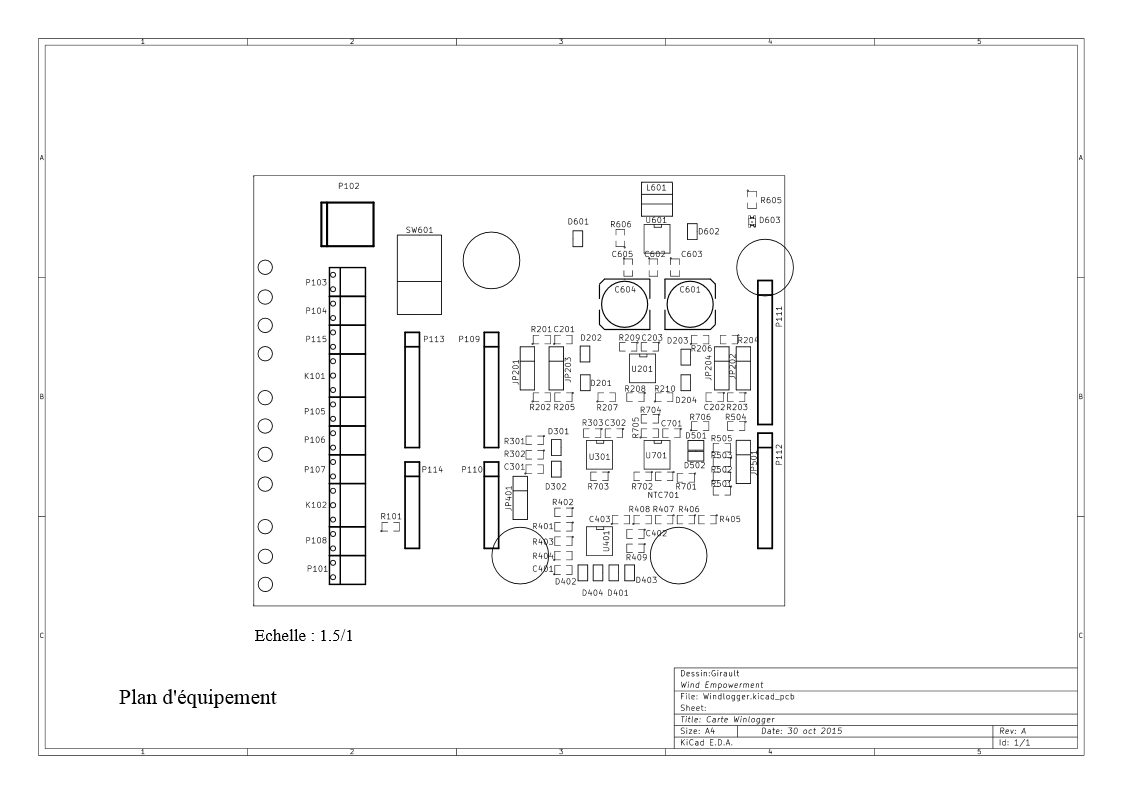 1 2 3 4 5
A A
P102
L601
R605
D601
R606
U601
D603
SW601
D602
C605 C602 C603
P103
C604 C601
P104
P111
R201 C201 D202 R209 C203 D203 R206 R204
P115 P113 P109
JP201 JP203 U201 JP204 JP202
K101
D201
R208 R210
B B
P105
R202 R205 R207 D204 C202 R203
R704
R303 C302 R705 C701 R706 R504
P106
R301 D301 D501 R505
R302 U301 U701 P112
P107 P114 P110 C301 D502 R503 JP501
D302 R703 R702 R701 R502
R501
NTC701
K102 JP401 R402
R101 C403 R408 R407 R406 R405
R401
P108 R403 U401 C402
R404 R409
P101 C401
D402 D403
D404 D401
C C
Echelle : 1.5/1
Plan d'équipement
Dessin:Girault
Wind Empowerment
File: Windlogger.kicad_pcb
Sheet:
Title: Carte Winlogger
Size: A4 Date: 30 oct 2015 Rev: A
KiCad E.D.A. Id: 1/1
1 2 3 4 5